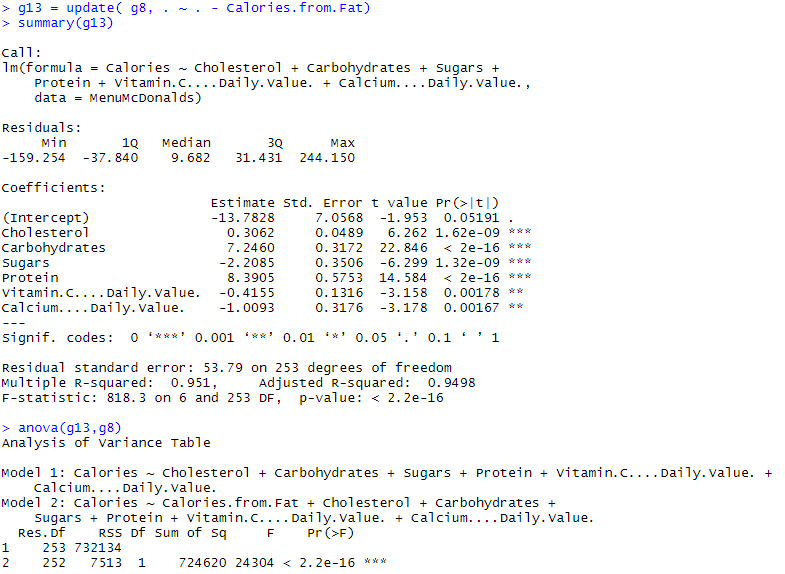 > g13 = update( g8, . ~ . - Calories.from.Fat)
> summary(g13)
Call:
lm(formula = Calories ~ Cholesterol + Carbohydrates + Sugars +
    Protein + Vitamin.C....Daily.Value. + Calcium....Daily.Value.,
    data = MenuMcDonalds)
Residuals:
     Min       1Q   Median       3Q      Max
-159.254  -37.840    9.682   31.431  244.150
Coefficients:
                          Estimate Std. Error t value Pr(>|t|)
(Intercept)               -13.7828     7.0568  -1.953  0.05191 .
Cholesterol                 0.3062     0.0489   6.262 1.62e-09 ***
Carbohydrates               7.2460     0.3172  22.846  < 2e-16 ***
Sugars                     -2.2085     0.3506  -6.299 1.32e-09 ***
Protein                     8.3905     0.5753  14.584  < 2e-16 ***
Vitamin.C....Daily.Value.  -0.4155     0.1316  -3.158  0.00178 **
Calcium....Daily.Value.    -1.0093     0.3176  -3.178  0.00167 **
---
Signif. codes:  0 ‘***’ 0.001 ‘**’ 0.01 ‘*’ 0.05 ‘.’ 0.1 ‘ ’ 1
Residual standard error: 53.79 on 253 degrees of freedom
Multiple R-squared:  0.951,	Adjusted R-squared:  0.9498
F-statistic: 818.3 on 6 and 253 DF,  p-value: < 2.2e-16
> anova(g13,g8)
Analysis of Variance Table
Model 1: Calories ~ Cholesterol + Carbohydrates + Sugars + Protein + Vitamin.C....Daily.Value. +
    Calcium....Daily.Value.
Model 2: Calories ~ Calories.from.Fat + Cholesterol + Carbohydrates +
    Sugars + Protein + Vitamin.C....Daily.Value. + Calcium....Daily.Value.
  Res.Df    RSS Df Sum of Sq     F    Pr(>F)
1    253 732134
2    252   7513  1    724620 24304 < 2.2e-16 ***